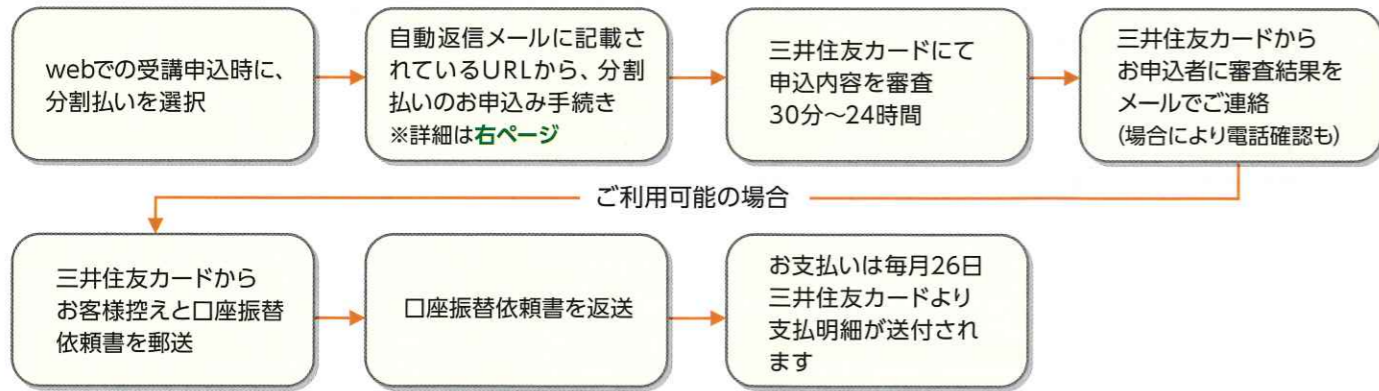 webでの受講申込時に、
分割払いを選択
自動返信メールに記載さ
れているURLから、分割
払いのお申込み手続き
※詳細は右ページ
三井住友カードにて
申込内容を審査
30分～24時間
三井住友カードから
お申込者に審査結果を
メールでご連絡
(場合により電話確認も)
ご利用可能の場合
三井住友カードから
お客様控えと口座振替
依頼書を郵送
口座振替依頼書を返送
お支払いは毎月26日
三井住友カードより
支払明細が送付され
ます